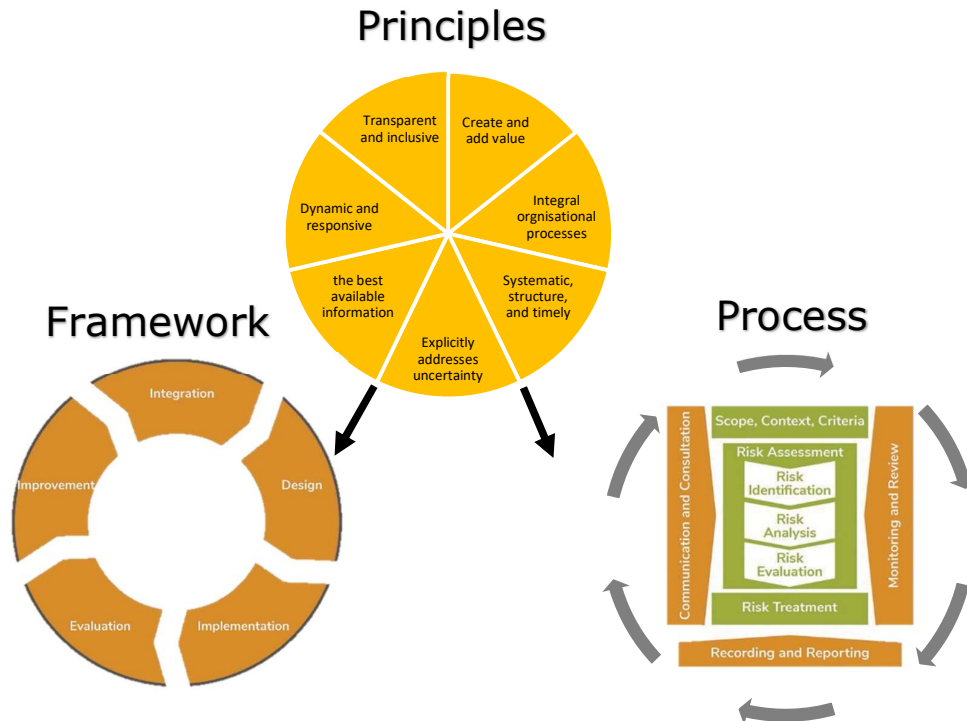 Principles
Transparent
and inclusive
Create and
add value
Dynamic and
responsive
Integral
orgnisational
processes
the best
available
information
Systematic,
structure,
and timely
Explicitly
addresses
uncertainty
Framework
Integration
Improvement
Design
Evaluation
Implementation
Process
Scope, Context, Criteria
Communication and Consultation
Risk Assessment
Risk
Identification
Risk
Analysis
Risk
Evaluation
Monitoring and Review
Risk Treatment
Recording and Reporting